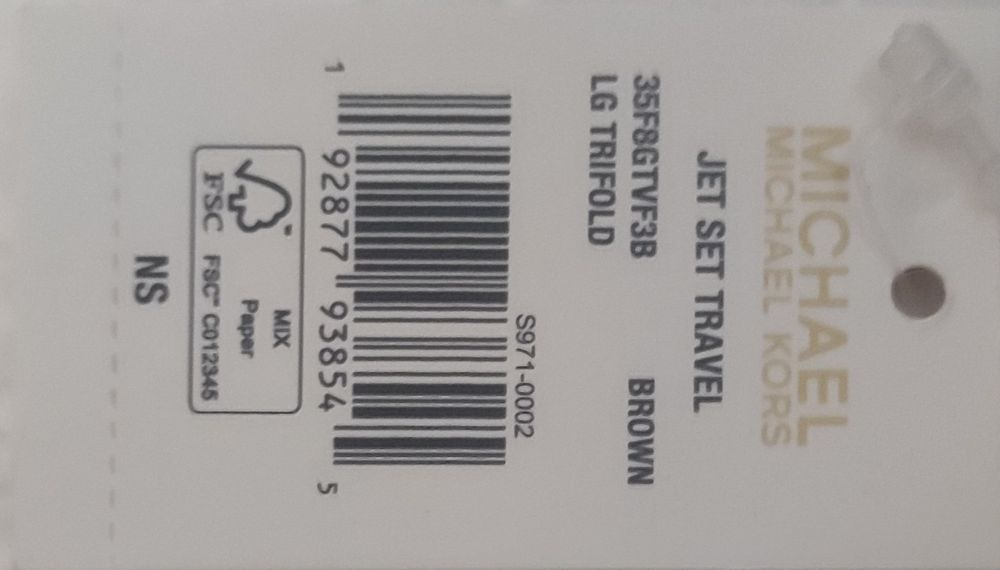 MICHAEL
MICHAEL KORS
JET SET TRAVEL
35F8GTVF3B BROWN
LG TRIFOLD
S971-0002
1 92877 93854 5
MIX
Paper
FSC FSC™ C012345
NS